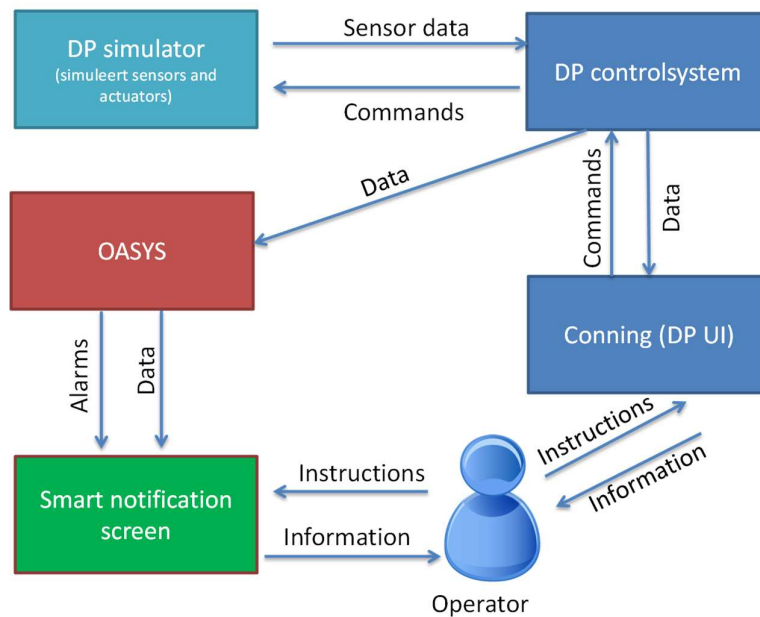 DP simulator
(simuleert sensors and
actuators)
Sensor data
Commands
DP controlsystem
Data
Commands
Data
OASYS
Conning (DP UI)
Alarms
Data
Instructions
Information
Smart notification
screen
Instructions
Information
Operator